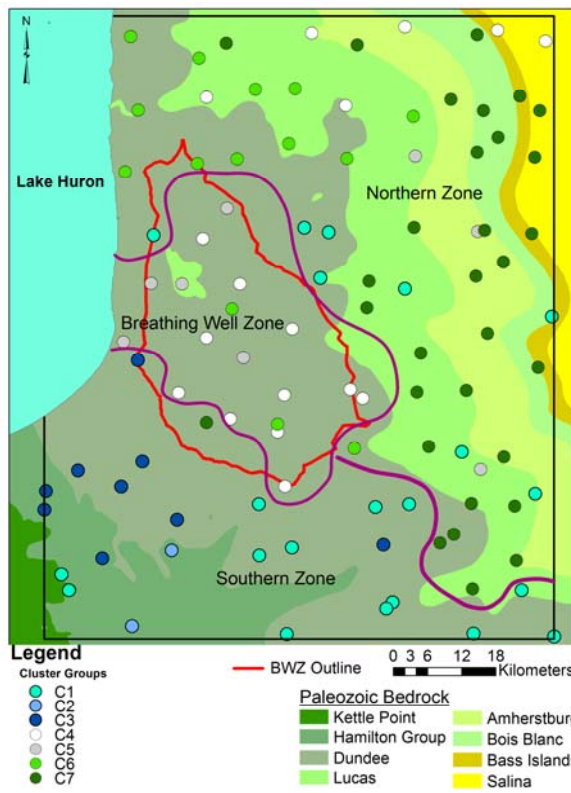 N
Lake Huron
Northern Zone
Breathing Well Zone
Southern Zone
Legend
Cluster Groups
C1
C2
C3
C4
C5
C6
C7
BWZ Outline
0 3 6 12 18
Kilometers
Paleozoic Bedrock
Kettle Point
Hamilton Group
Dundee
Lucas
Amherstburg
Bois Blanc
Bass Island
Salina